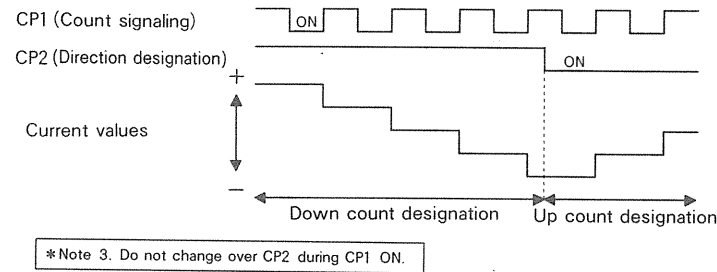 CP1 (Count signaling)
ON
CP2 (Direction designation)
ON
+
Current values
−
Down count designation
Up count designation
*Note 3. Do not change over CP2 during CP1 ON.